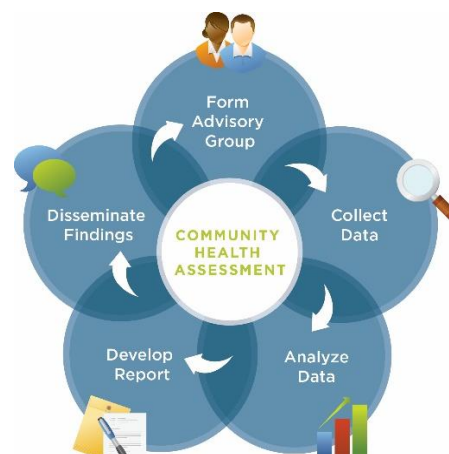 Form
Advisory
Group
Collect
Data
Analyze
Data
Develop
Report
Disseminate
Findings
COMMUNITY
HEALTH
ASSESSMENT